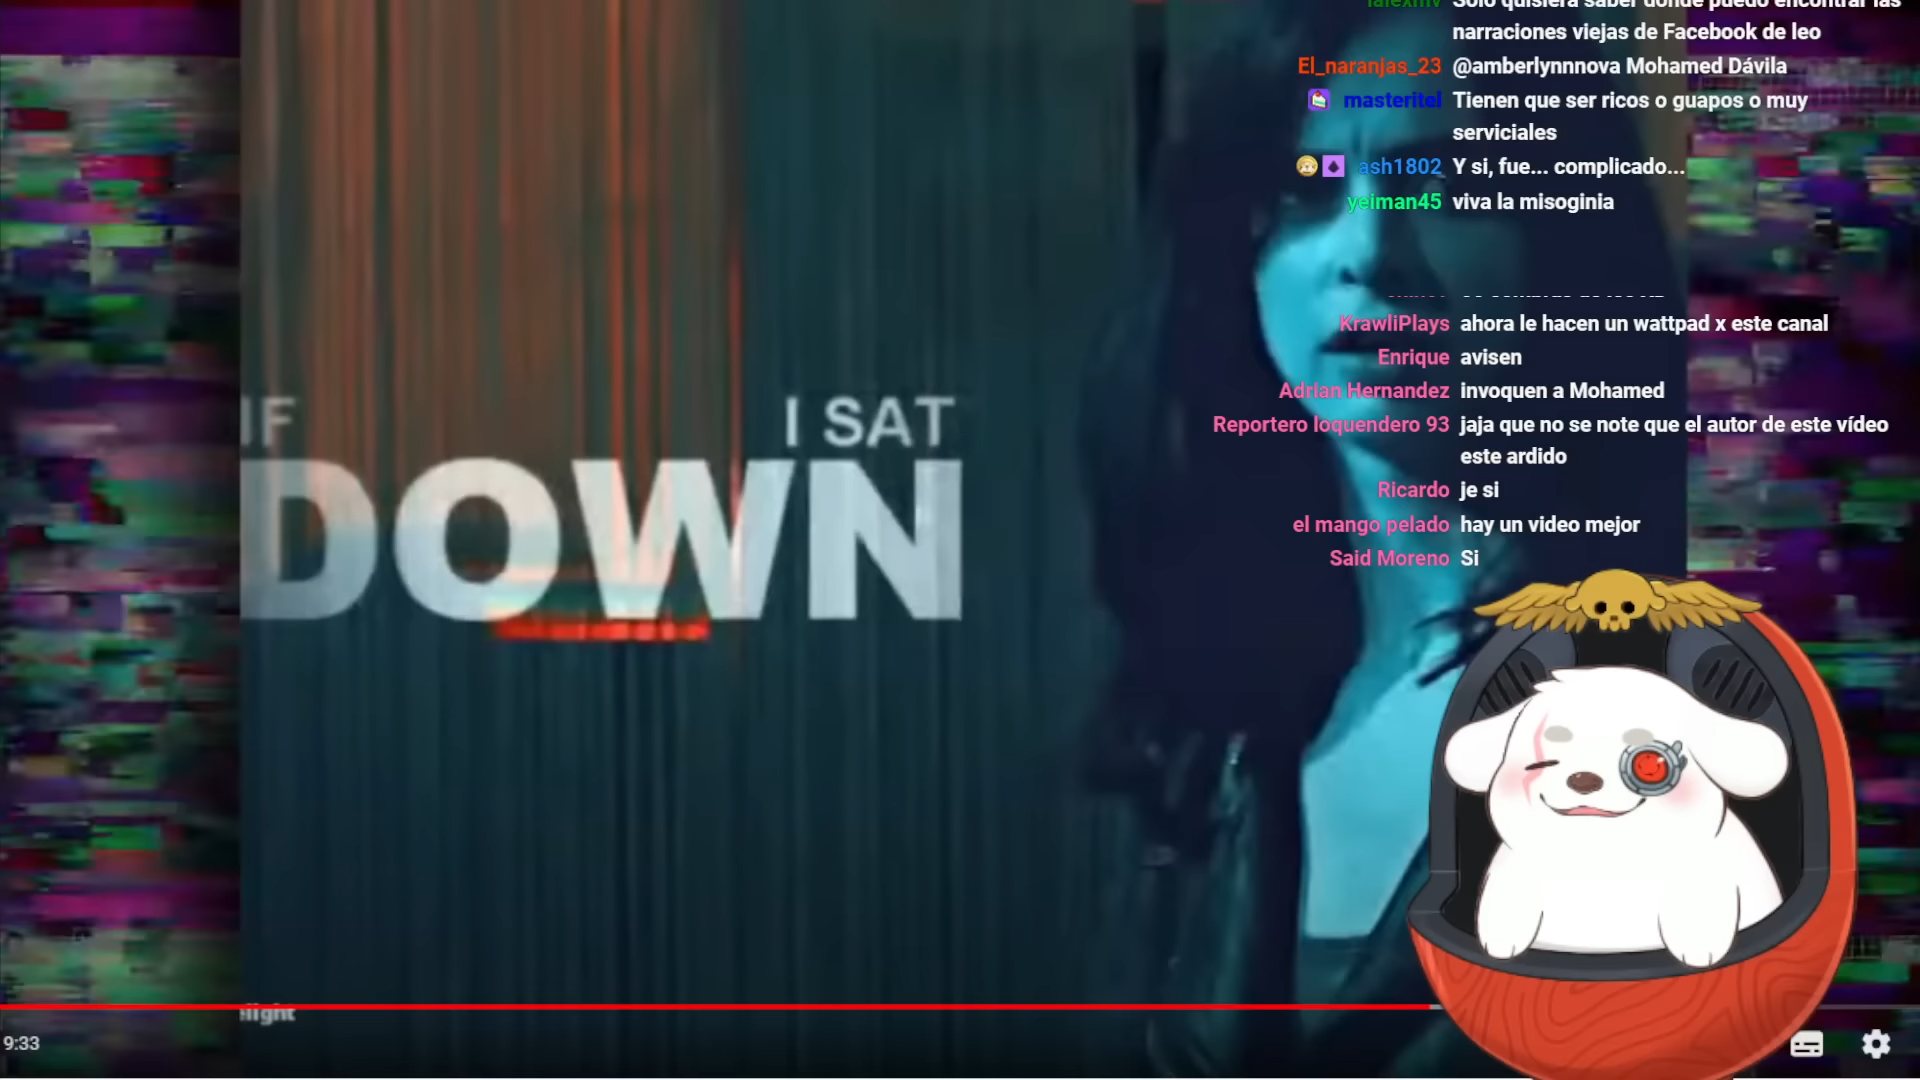 narraciones viejas de Facebook de leo
El_naranjas_23 @amberlynnnova Mohamed Dávila
masteritel Tienen que ser ricos o guapos o muy
serviciales
ash1802 Y si, fue... complicado...
yeiman45 viva la misoginia
KrawliPlays ahora le hacen un wattpad x este canal
Enrique avisen
Adrian Hernandez invoquen a Mohamed
Reportero loquendero 93 jaja que no se note que el autor de este vídeo
este ardido
Ricardo je si
el mango pelado hay un video mejor
Said Moreno Si
IF I SAT
DOWN
9:33